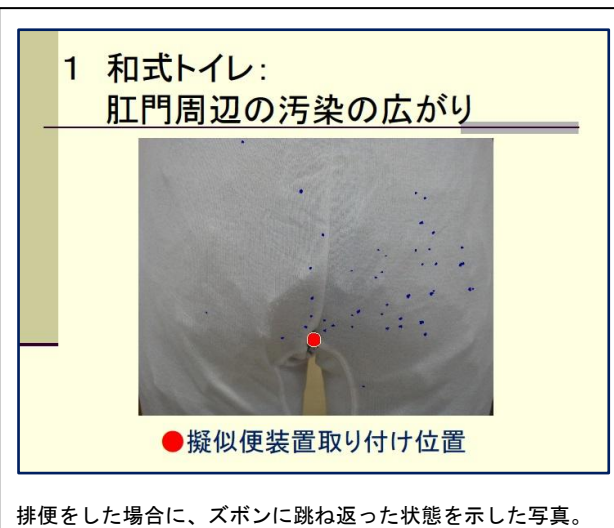 1 和式トイレ:
肛門周辺の汚染の広がり
●擬似便装置取り付け位置
排便をした場合に、ズボンに跳ね返った状態を示した写真。